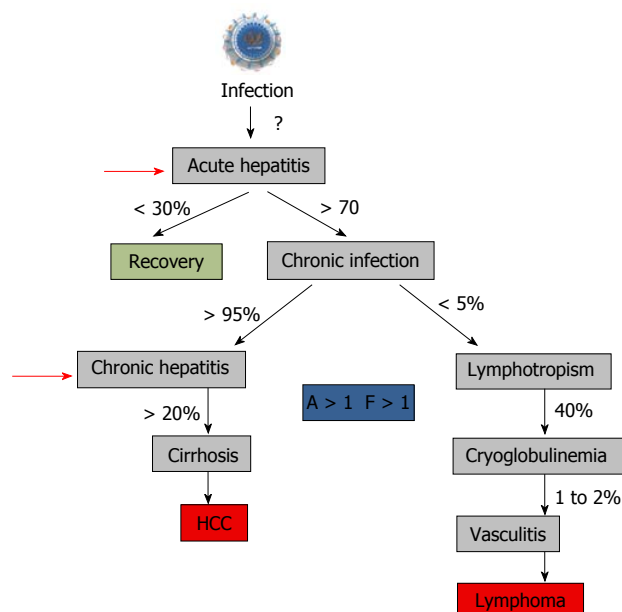 Infection
?
Acute hepatitis
< 30%
> 70
Recovery
Chronic infection
> 95%
< 5%
Chronic hepatitis
Lymphotropism
A > 1 F > 1
> 20%
40%
Cirrhosis
Cryoglobulinemia
1 to 2%
HCC
Vasculitis
Lymphoma